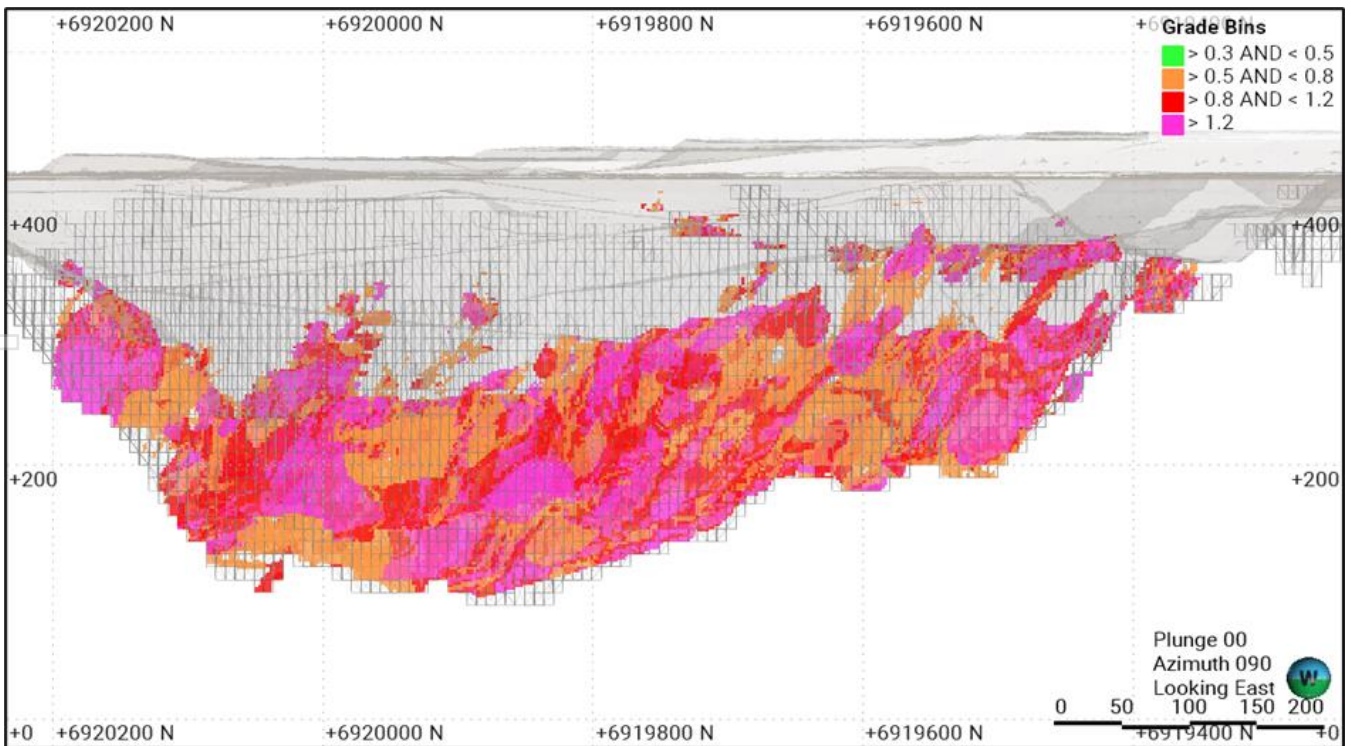 +6920200 N +6920000 N +6919800 N +6919600 N +6919400 N
Grade Bins
> 0.3 AND < 0.5
> 0.5 AND < 0.8
> 0.8 AND < 1.2
> 1.2
+400 +400
+200 +200
Plunge 00
Azimuth 090
Looking East
W
0 50 100 150 200
+0 +6920200 N +6920000 N +6919800 N +6919600 N +6919400 N +0